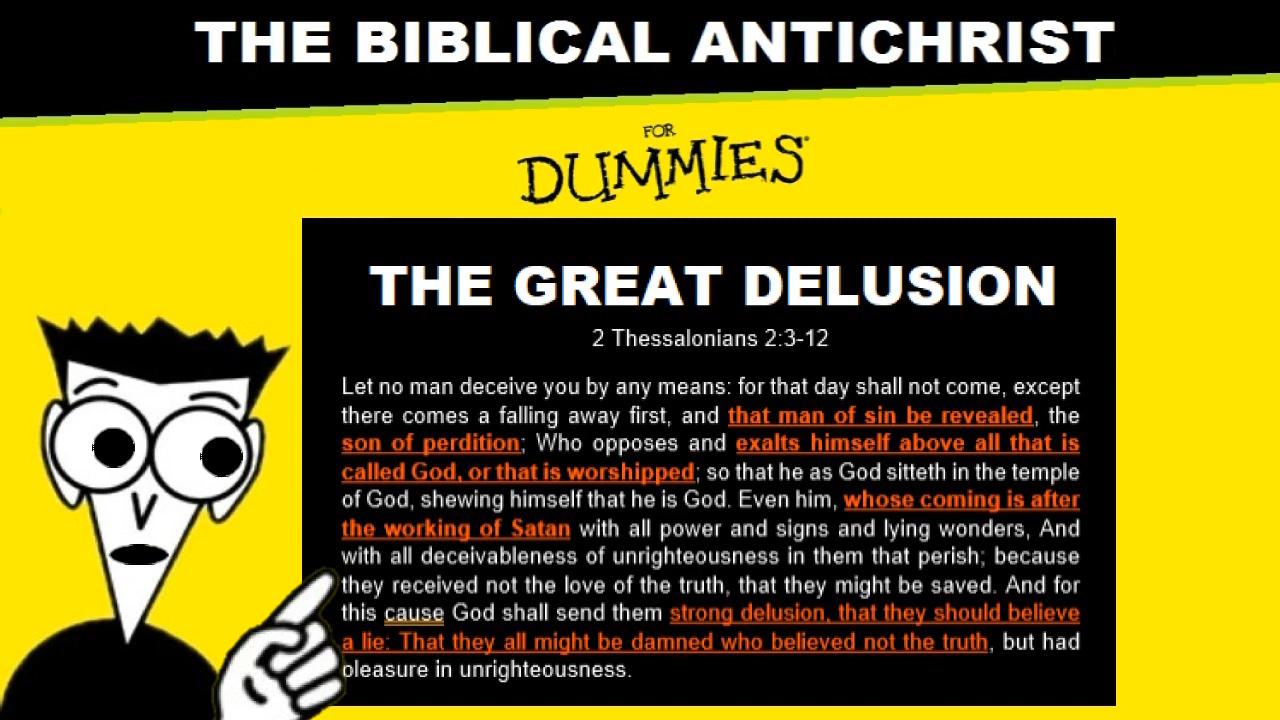 THE BIBLICAL ANTICHRIST
FOR
DUMMIES®
THE GREAT DELUSION
2 Thessalonians 2:3-12
Let no man deceive you by any means: for that day shall not come, except
there comes a falling away first, and that man of sin be revealed, the
son of perdition; Who opposes and exalts himself above all that is
called God, or that is worshipped; so that he as God sitteth in the temple
of God, shewing himself that he is God. Even him, whose coming is after
the working of Satan with all power and signs and lying wonders, And
with all deceivableness of unrighteousness in them that perish; because
they received not the love of the truth, that they might be saved. And for
this cause God shall send them strong delusion, that they should believe
a lie: That they all might be damned who believed not the truth, but had
pleasure in unrighteousness.